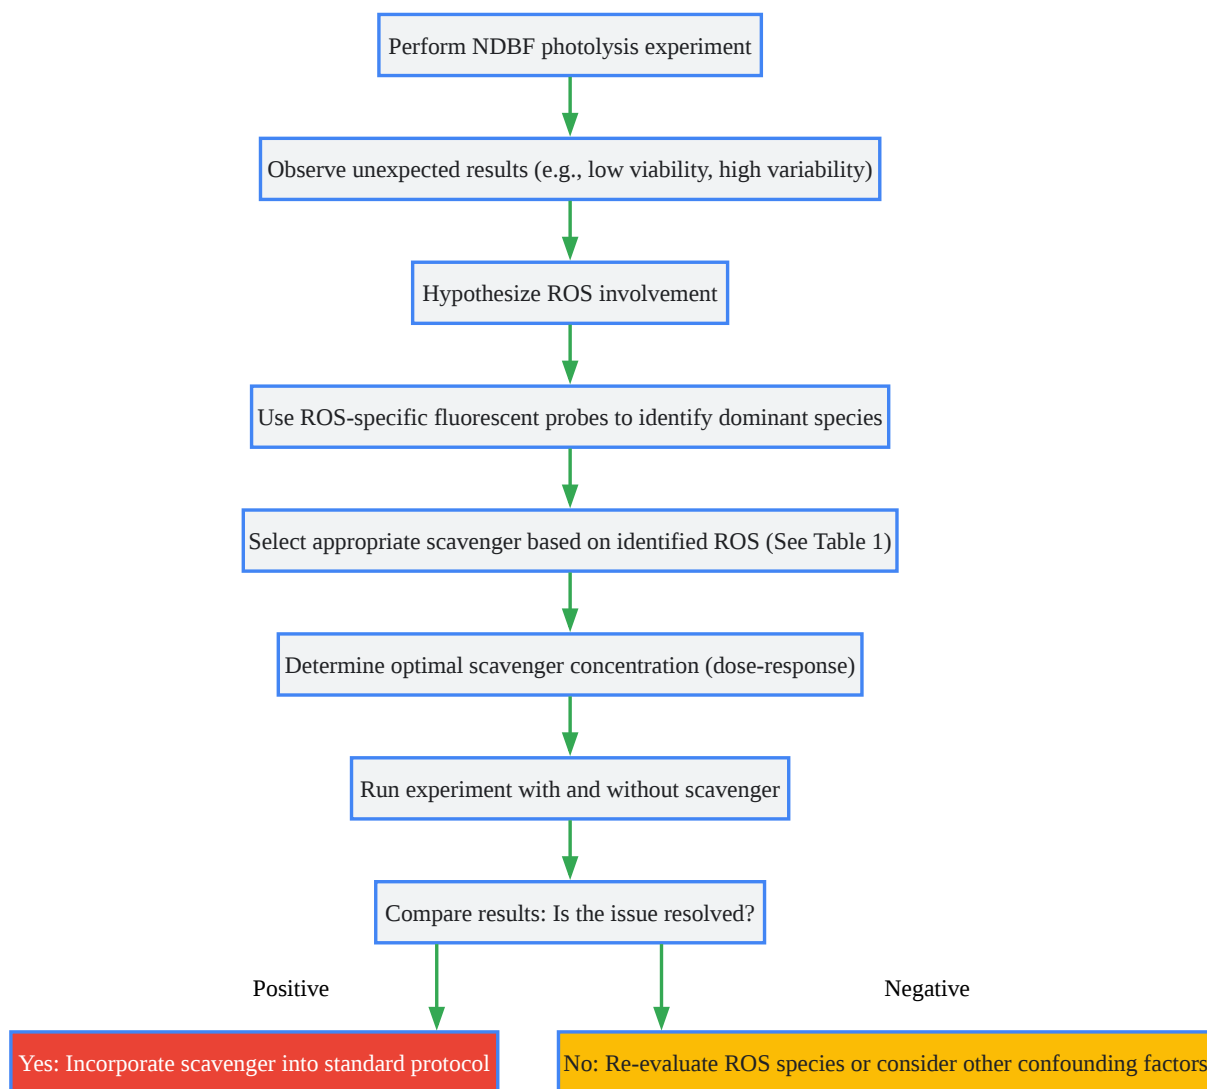 Perform NDBF photolysis experiment
Observe unexpected results (e.g., low viability, high variability)
Hypothesize ROS involvement
Use ROS-specific fluorescent probes to identify dominant species
Select appropriate scavenger based on identified ROS (See Table 1)
Determine optimal scavenger concentration (dose-response)
Run experiment with and without scavenger
Compare results: Is the issue resolved?
Positive
Negative
Yes: Incorporate scavenger into standard protocol
No: Re-evaluate ROS species or consider other confounding factors